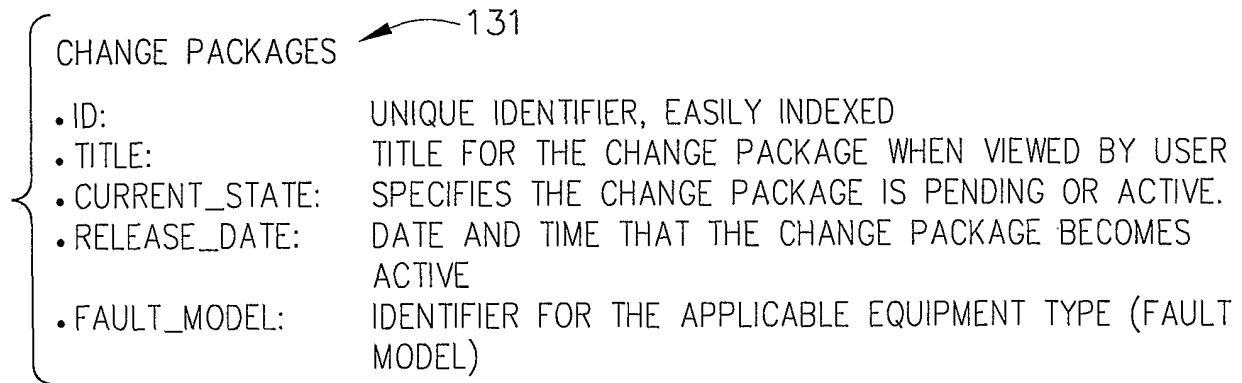 131
CHANGE PACKAGES
• ID: UNIQUE IDENTIFIER, EASILY INDEXED
• TITLE: TITLE FOR THE CHANGE PACKAGE WHEN VIEWED BY USER
• CURRENT_STATE: SPECIFIES THE CHANGE PACKAGE IS PENDING OR ACTIVE.
• RELEASE_DATE: DATE AND TIME THAT THE CHANGE PACKAGE BECOMES
ACTIVE
• FAULT_MODEL: IDENTIFIER FOR THE APPLICABLE EQUIPMENT TYPE (FAULT
MODEL)